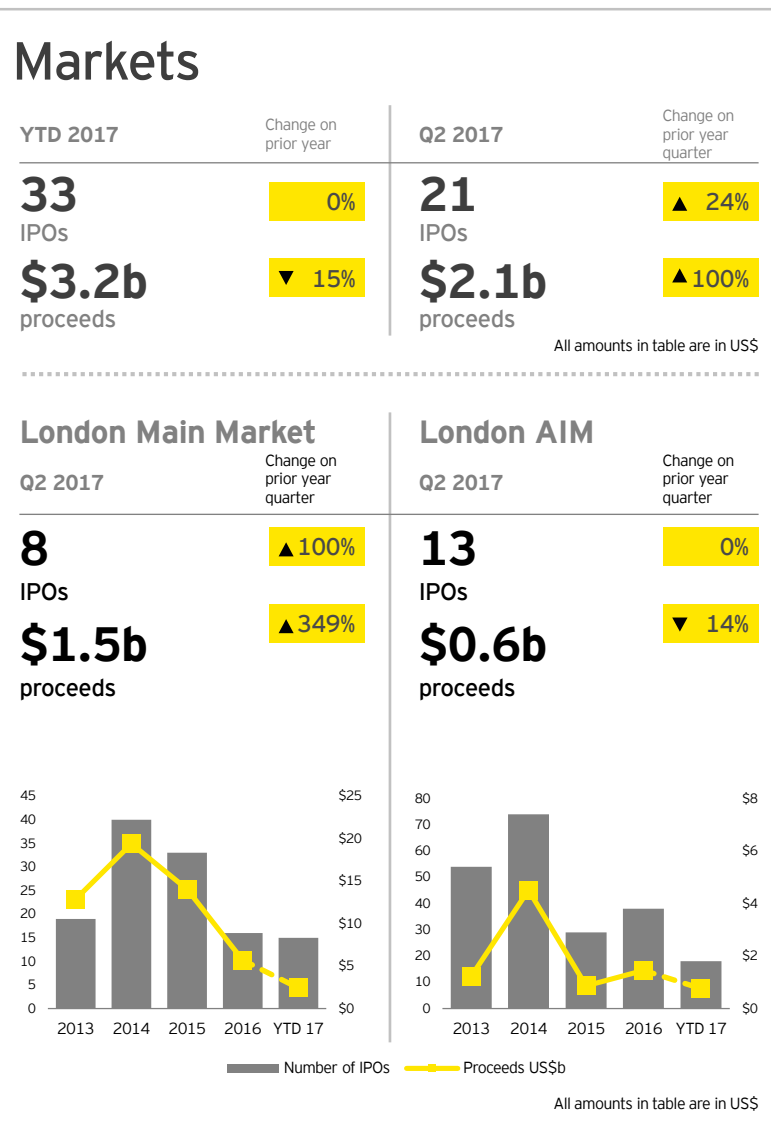 Markets
YTD 2017
Change on
prior year
33
IPOs
0%
$3.2b
proceeds
▼ 15%
Q2 2017
Change on
prior year
quarter
21
IPOs
▲ 24%
$2.1b
proceeds
▲ 100%
All amounts in table are in US$
London Main Market
Q2 2017
Change on
prior year
quarter
8
IPOs
▲ 100%
$1.5b
proceeds
▲ 349%
London AIM
Q2 2017
Change on
prior year
quarter
13
IPOs
0%
$0.6b
proceeds
▼ 14%
45
40
35
30
25
20
15
10
5
0
$25
$20
$15
$10
$5
$0
2013 2014 2015 2016 YTD 17
80
70
60
50
40
30
20
10
0
$8
$6
$4
$2
$0
2013 2014 2015 2016 YTD 17
Number of IPOs Proceeds US$b
All amounts in table are in US$